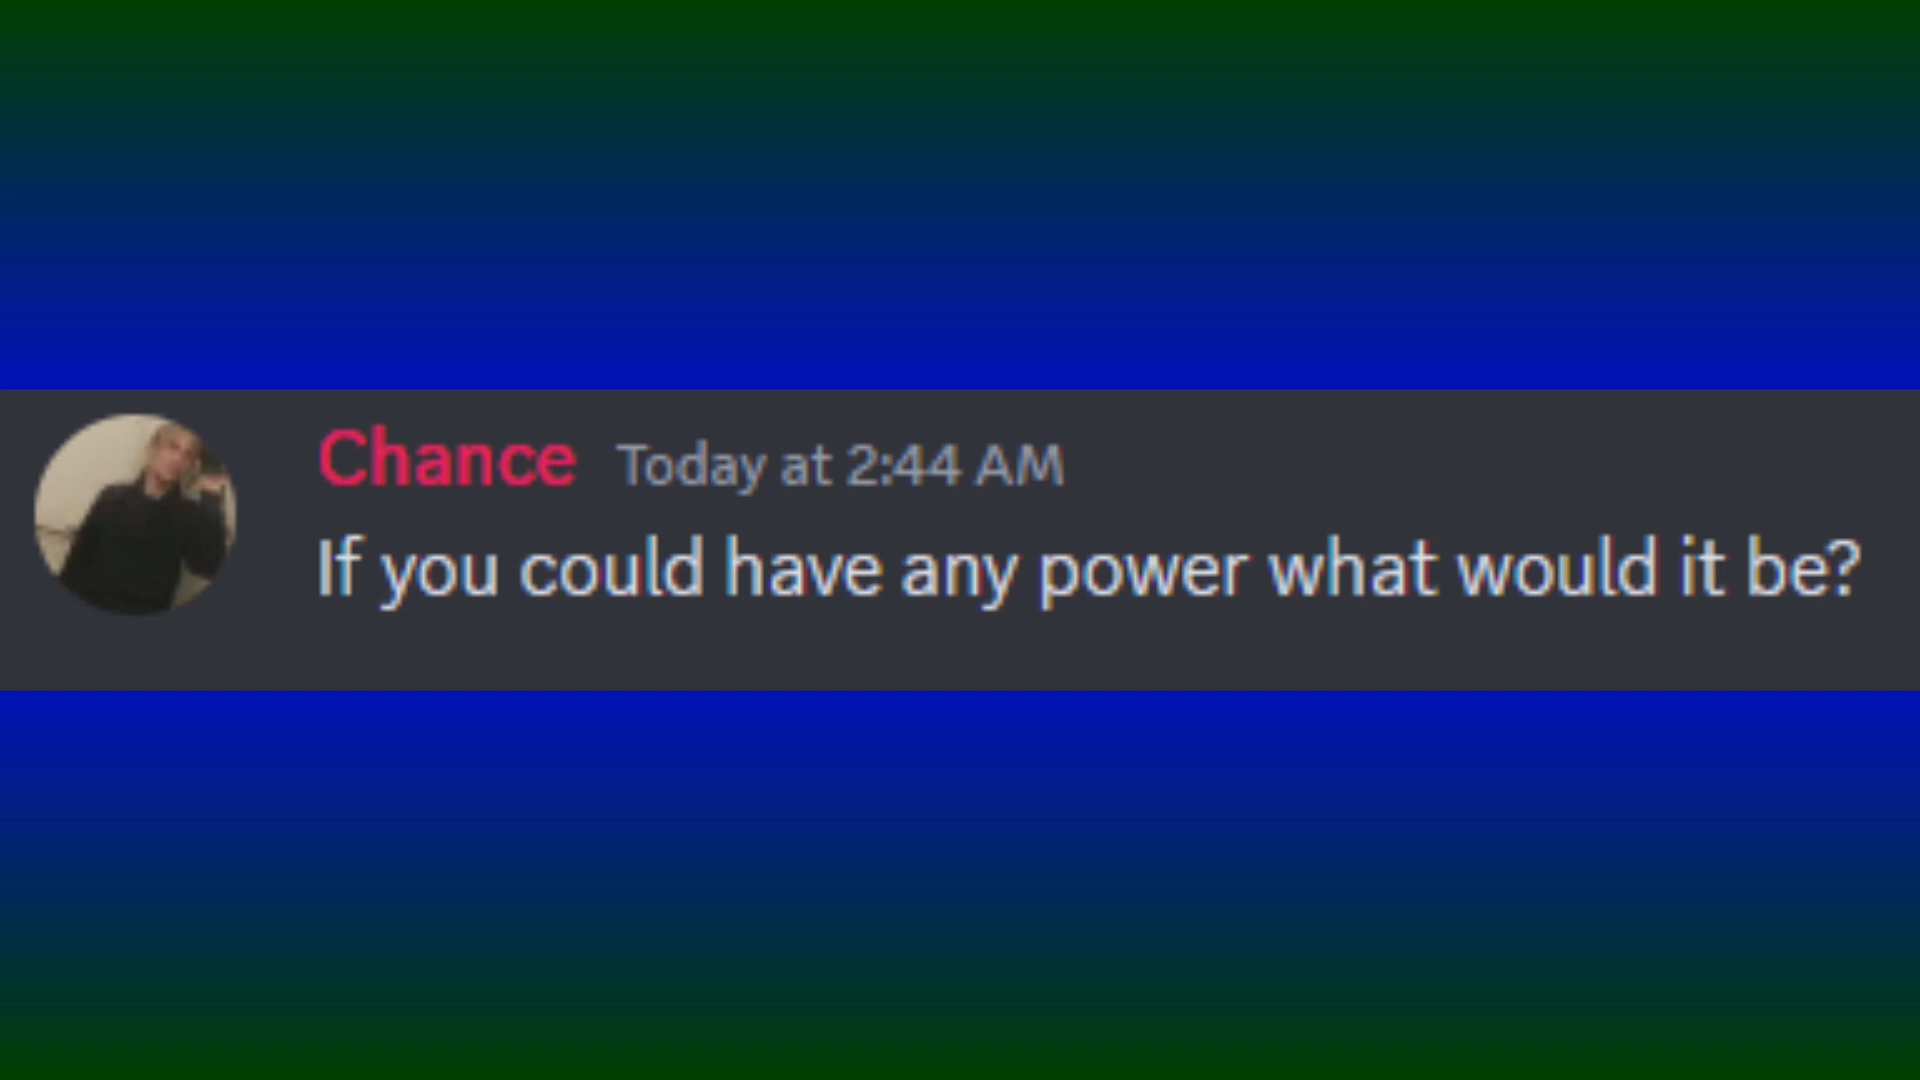 Chance Today at 2:44 AM
If you could have any power what would it be?